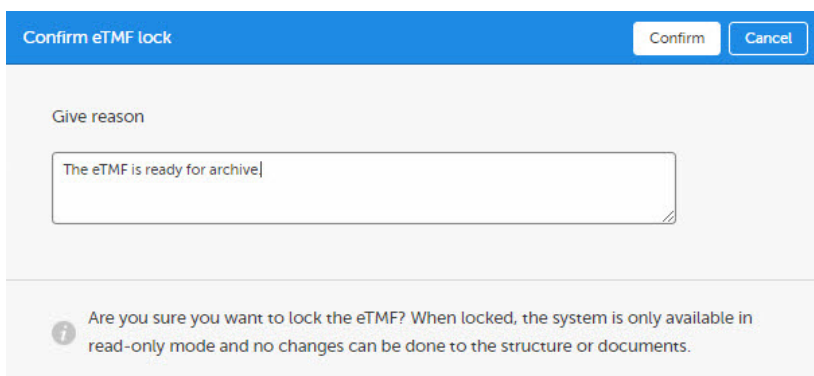 Confirm eTMF lock
Confirm
Cancel
Give reason
The eTMF is ready for archive
Are you sure you want to lock the eTMF? When locked, the system is only available in
read-only mode and no changes can be done to the structure or documents.